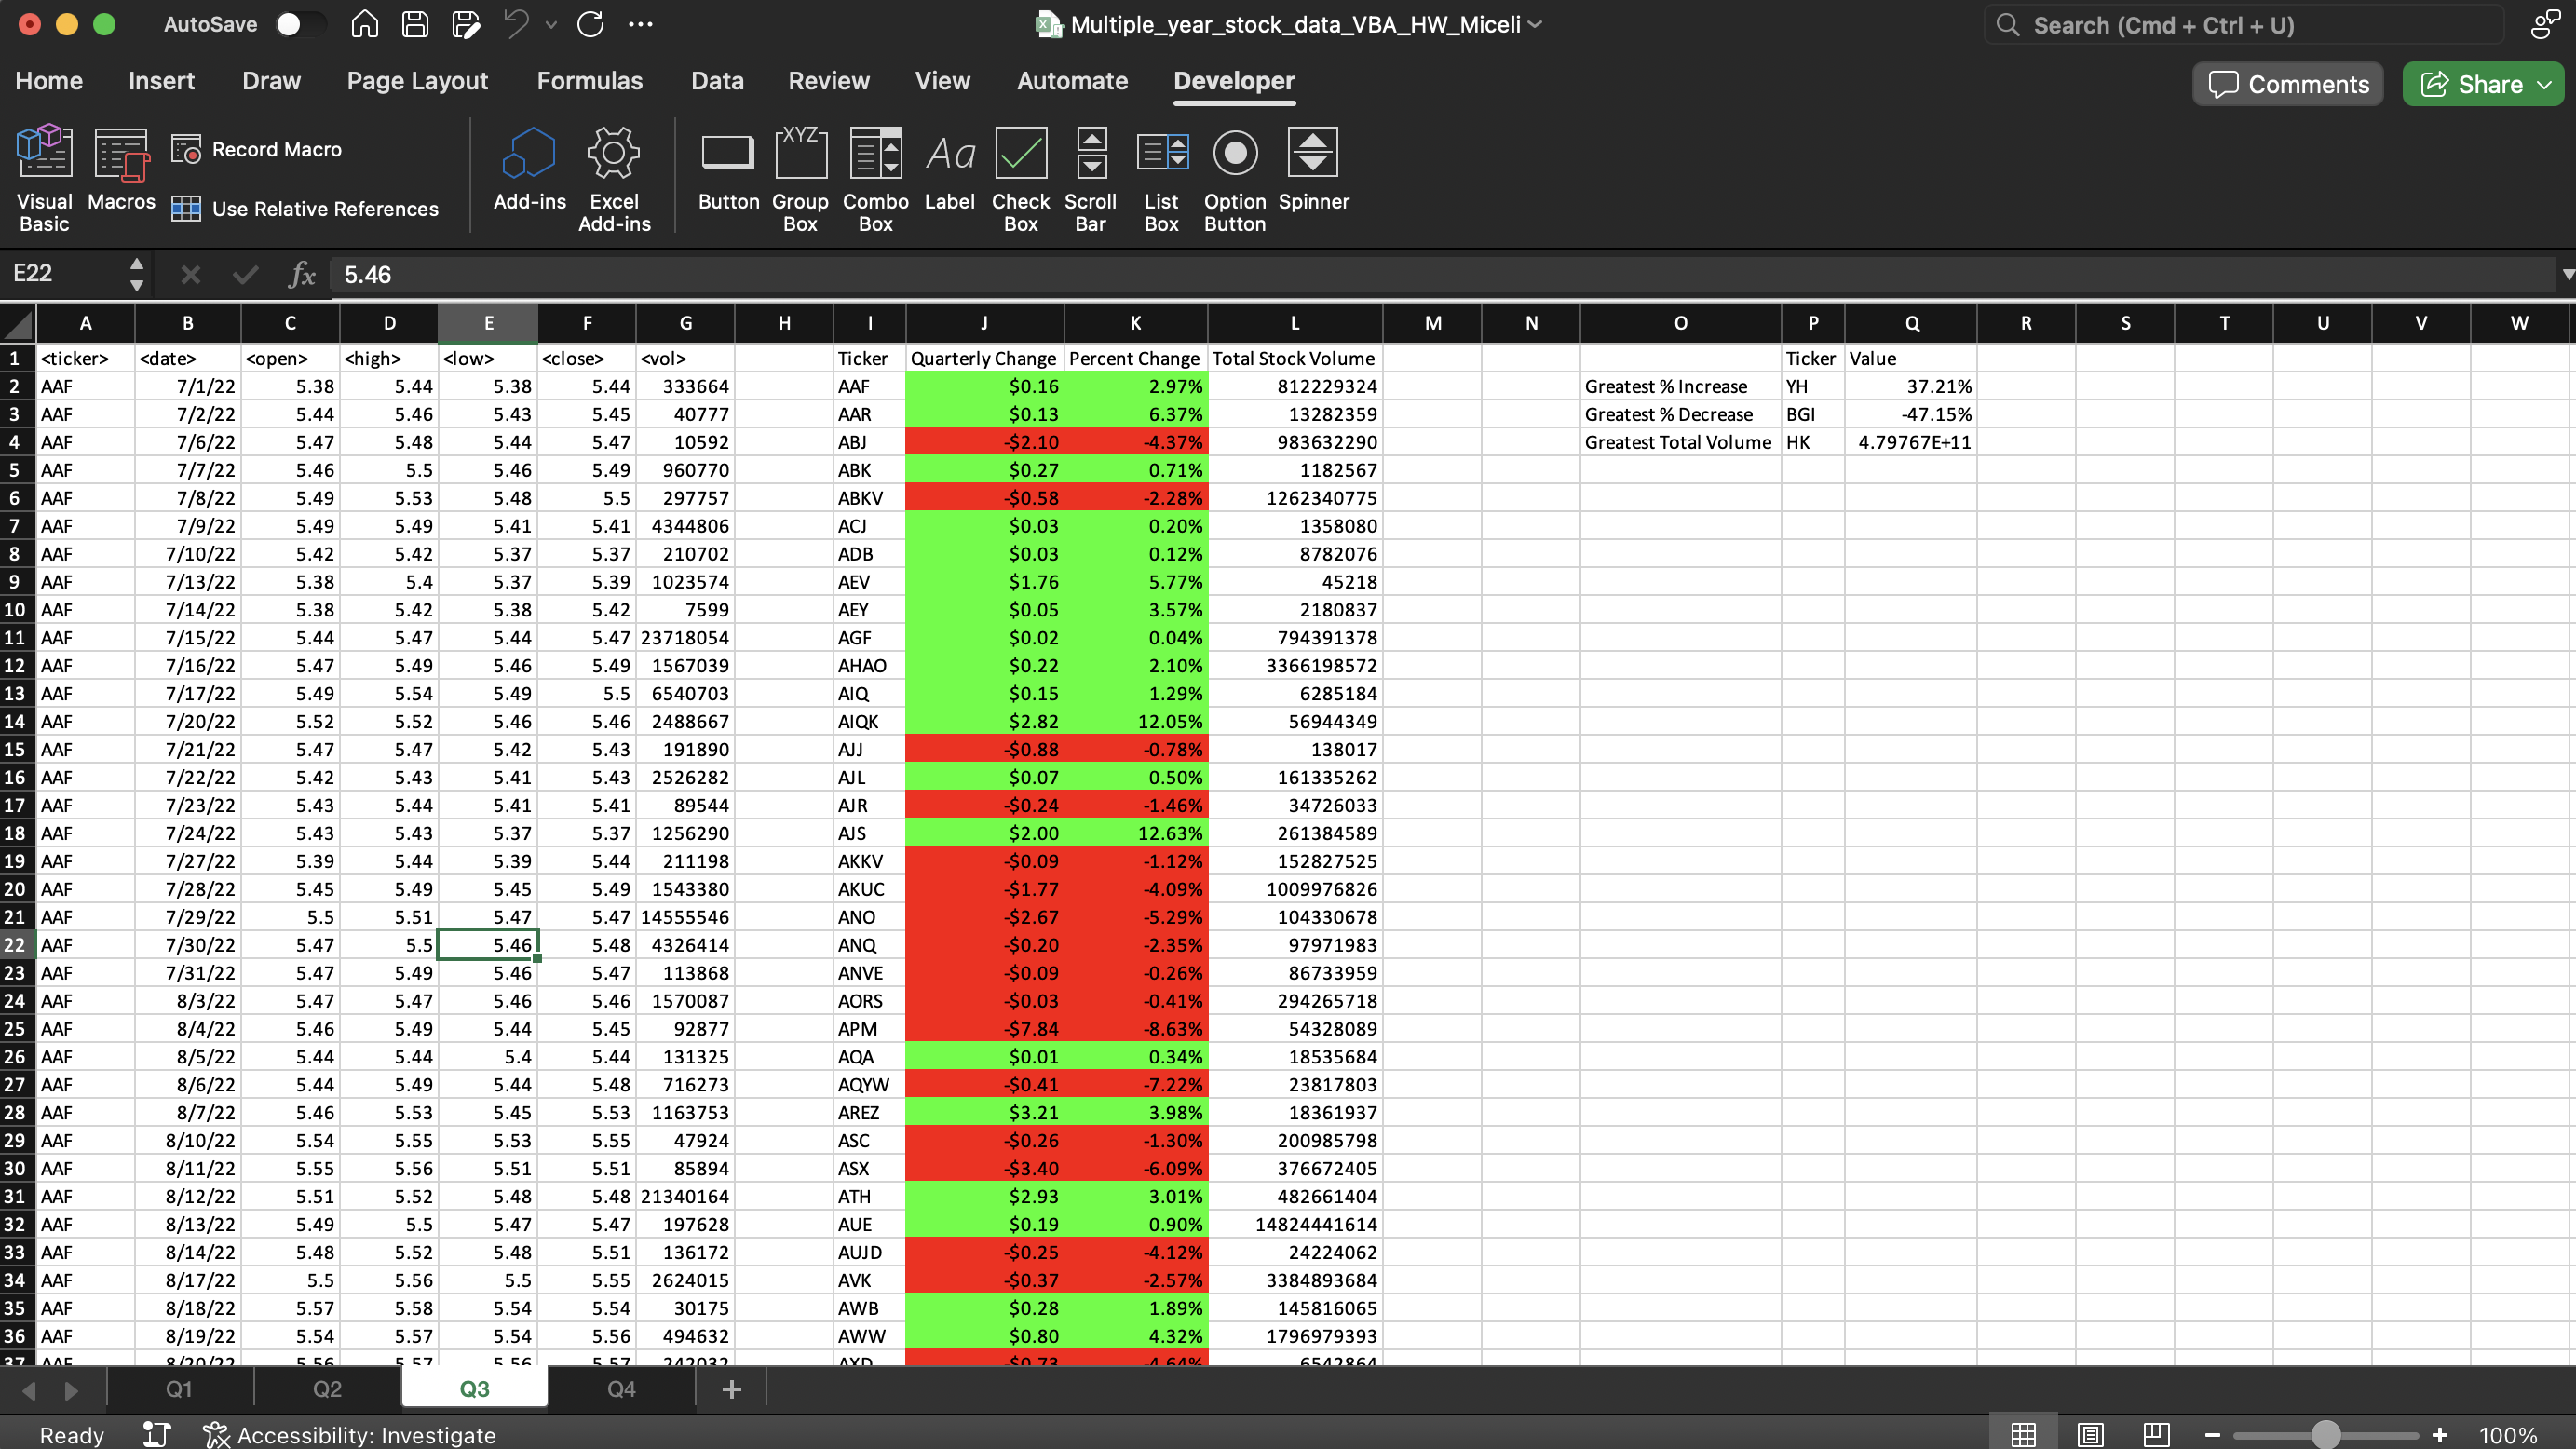 AutoSave Multiple_year_stock_data_VBA_HW_Miceli Search (Cmd + Ctrl + U)
Home Insert Draw Page Layout Formulas Data Review View Automate Developer Comments Share
Visual Basic Macros Record Macro Use Relative References Add-ins Excel Add-ins XYZ Aa Button Group Box Combo Box Label Check Box Scroll Bar List Box Option Button Spinner
E22 fx 5.46
A B C D E F G H I J K L M N O P Q R S T U V W
1 <ticker> <date> <open> <high> <low> <close> <vol> Ticker Quarterly Change Percent Change Total Stock Volume Ticker Value
2 AAF 7/1/22 5.38 5.44 5.38 5.44 333664 AAF $0.16 2.97% 812229324 Greatest % Increase YH 37.21%
3 AAF 7/2/22 5.44 5.46 5.43 5.45 40777 AAR $0.13 6.37% 13282359 Greatest % Decrease BGI -47.15%
4 AAF 7/6/22 5.47 5.48 5.44 5.47 10592 ABJ -$2.10 -4.37% 983632290 Greatest Total Volume HK 4.79767E+11
5 AAF 7/7/22 5.46 5.5 5.46 5.49 960770 ABK $0.27 0.71% 1182567
6 AAF 7/8/22 5.49 5.53 5.48 5.5 297757 ABKV -$0.58 -2.28% 1262340775
7 AAF 7/9/22 5.49 5.49 5.41 5.41 4344806 ACJ $0.03 0.20% 1358080
8 AAF 7/10/22 5.42 5.42 5.37 5.37 210702 ADB $0.03 0.12% 8782076
9 AAF 7/13/22 5.38 5.4 5.37 5.39 1023574 AEV $1.76 5.77% 45218
10 AAF 7/14/22 5.38 5.42 5.38 5.42 7599 AEY $0.05 3.57% 2180837
11 AAF 7/15/22 5.44 5.47 5.44 5.47 23718054 AGF $0.02 0.04% 794391378
12 AAF 7/16/22 5.47 5.49 5.46 5.49 1567039 AHAO $0.22 2.10% 3366198572
13 AAF 7/17/22 5.49 5.54 5.49 5.5 6540703 AIQ $0.15 1.29% 6285184
14 AAF 7/20/22 5.52 5.52 5.46 5.46 2488667 AIQK $2.82 12.05% 56944349
15 AAF 7/21/22 5.47 5.47 5.42 5.43 191890 AJJ -$0.88 -0.78% 138017
16 AAF 7/22/22 5.42 5.43 5.41 5.43 2526282 AJL $0.07 0.50% 161335262
17 AAF 7/23/22 5.43 5.44 5.41 5.41 89544 AJR -$0.24 -1.46% 34726033
18 AAF 7/24/22 5.43 5.43 5.37 5.37 1256290 AJS $2.00 12.63% 261384589
19 AAF 7/27/22 5.39 5.44 5.39 5.44 211198 AKKV -$0.09 -1.12% 152827525
20 AAF 7/28/22 5.45 5.49 5.45 5.49 1543380 AKUC -$1.77 -4.09% 1009976826
21 AAF 7/29/22 5.5 5.51 5.47 5.47 14555546 ANO -$2.67 -5.29% 104330678
22 AAF 7/30/22 5.47 5.5 5.46 5.48 4326414 ANQ -$0.20 -2.35% 97971983
23 AAF 7/31/22 5.47 5.49 5.46 5.47 113868 ANVE -$0.09 -0.26% 86733959
24 AAF 8/3/22 5.47 5.47 5.46 5.46 1570087 AORS -$0.03 -0.41% 294265718
25 AAF 8/4/22 5.46 5.49 5.44 5.45 92877 APM -$7.84 -8.63% 54328089
26 AAF 8/5/22 5.44 5.44 5.4 5.44 131325 AQA $0.01 0.34% 18535684
27 AAF 8/6/22 5.44 5.49 5.44 5.48 716273 AQYW -$0.41 -7.22% 23817803
28 AAF 8/7/22 5.46 5.53 5.45 5.53 1163753 AREZ $3.21 3.98% 18361937
29 AAF 8/10/22 5.54 5.55 5.53 5.55 47924 ASC -$0.26 -1.30% 200985798
30 AAF 8/11/22 5.55 5.56 5.51 5.51 85894 ASX -$3.40 -6.09% 376672405
31 AAF 8/12/22 5.51 5.52 5.48 5.48 21340164 ATH $2.93 3.01% 482661404
32 AAF 8/13/22 5.49 5.5 5.47 5.47 197628 AUE $0.19 0.90% 14824441614
33 AAF 8/14/22 5.48 5.52 5.48 5.51 136172 AUJD -$0.25 -4.12% 24224062
34 AAF 8/17/22 5.5 5.56 5.5 5.55 2624015 AVK -$0.37 -2.57% 3384893684
35 AAF 8/18/22 5.57 5.58 5.54 5.54 30175 AWB $0.28 1.89% 145816065
36 AAF 8/19/22 5.54 5.57 5.54 5.56 494632 AWW $0.80 4.32% 1796979393
37 AAF 8/20/22 5.56 5.57 5.56 5.57 242032 AXD -$0.73 -4.64% 6542864
Q1 Q2 Q3 Q4 +
Ready Accessibility: Investigate 100%